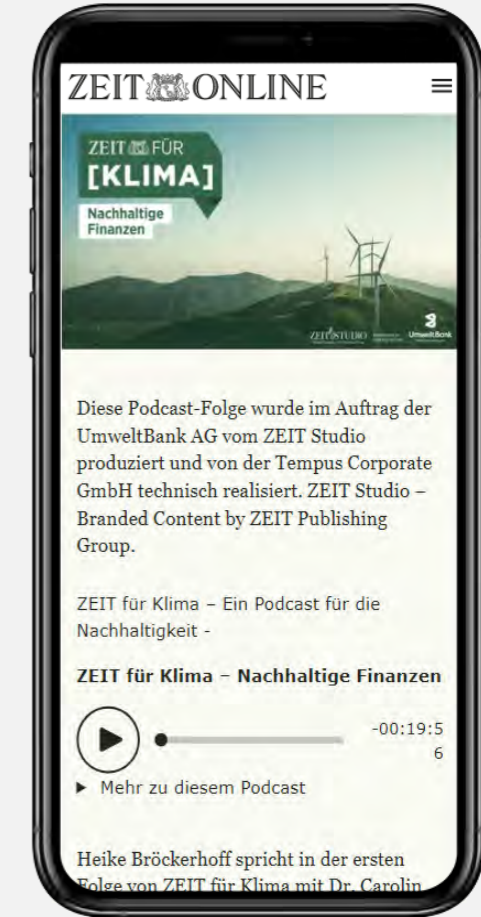 ZEIT ONLINE
ZEIT FÜR
[KLIMA]
Nachhaltige
Finanzen
ZEIT STUDIO
UmweltBank
Diese Podcast-Folge wurde im Auftrag der
UmweltBank AG vom ZEIT Studio
produziert und von der Tempus Corporate
GmbH technisch realisiert. ZEIT Studio –
Branded Content by ZEIT Publishing
Group.
ZEIT für Klima – Ein Podcast für die
Nachhaltigkeit -
ZEIT für Klima – Nachhaltige Finanzen
-00:19:5
6
Mehr zu diesem Podcast
Heike Bröckerhoff spricht in der ersten
Folge von ZEIT für Klima mit Dr. Carolin